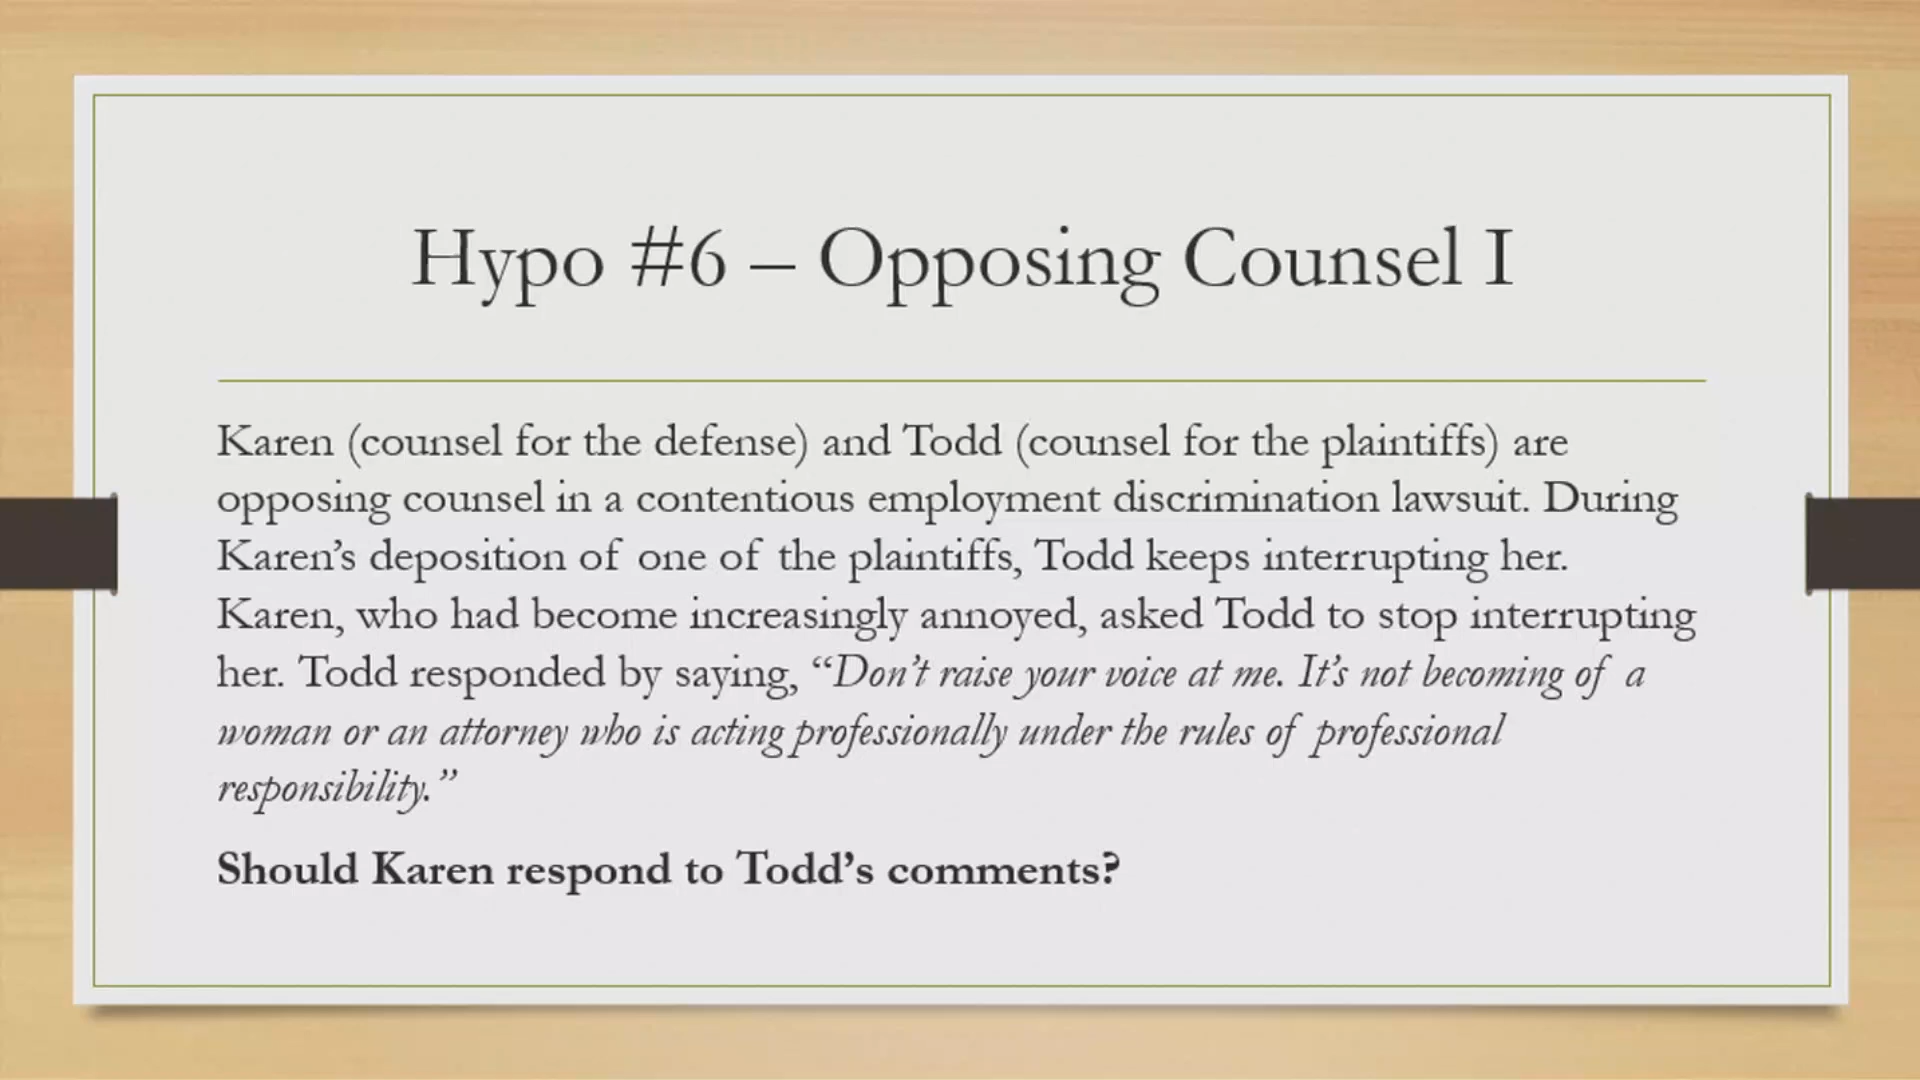 Hypo #6 – Opposing Counsel I
Karen (counsel for the defense) and Todd (counsel for the plaintiffs) are
opposing counsel in a contentious employment discrimination lawsuit. During
Karen’s deposition of one of the plaintiffs, Todd keeps interrupting her.
Karen, who had become increasingly annoyed, asked Todd to stop interrupting
her. Todd responded by saying, “Don’t raise your voice at me. It’s not becoming of a
woman or an attorney who is acting professionally under the rules of professional
responsibility.”
Should Karen respond to Todd’s comments?